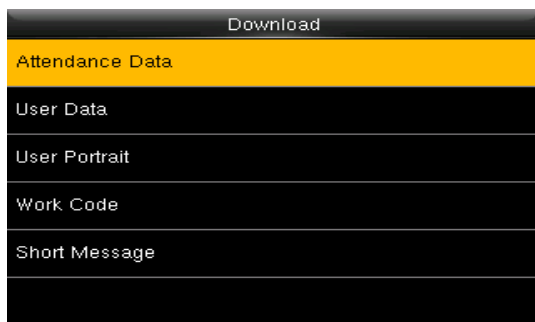 Download
Attendance Data
User Data
User Portrait
Work Code
Short Message